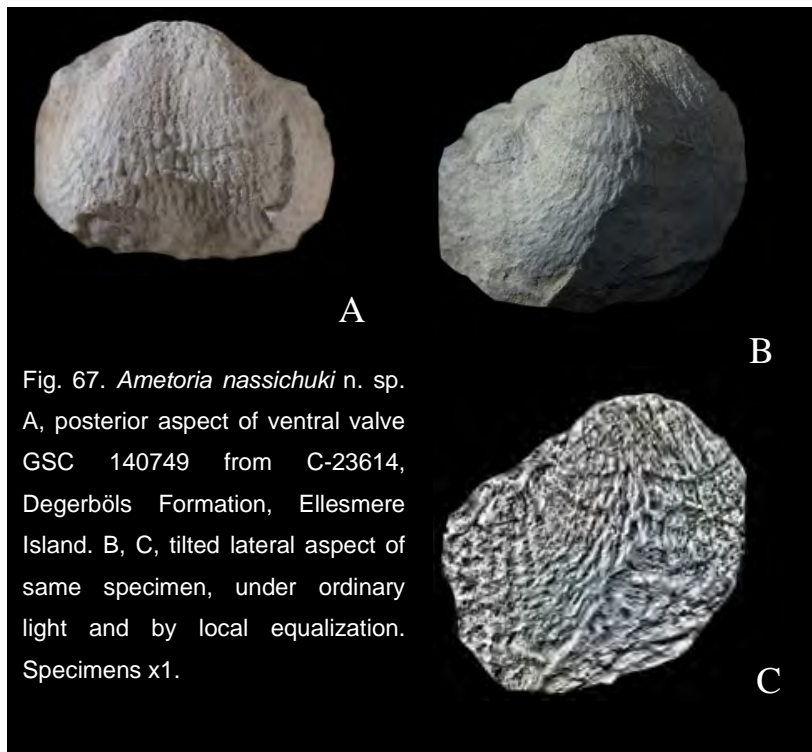 A
B
Fig. 67. Ametoria nassichuki n. sp.
A, posterior aspect of ventral valve
GSC 140749 from C-23614,
Degerböls Formation, Ellesmere
Island. B, C, tilted lateral aspect of
same specimen, under ordinary
light and by local equalization.
Specimens x1.
C